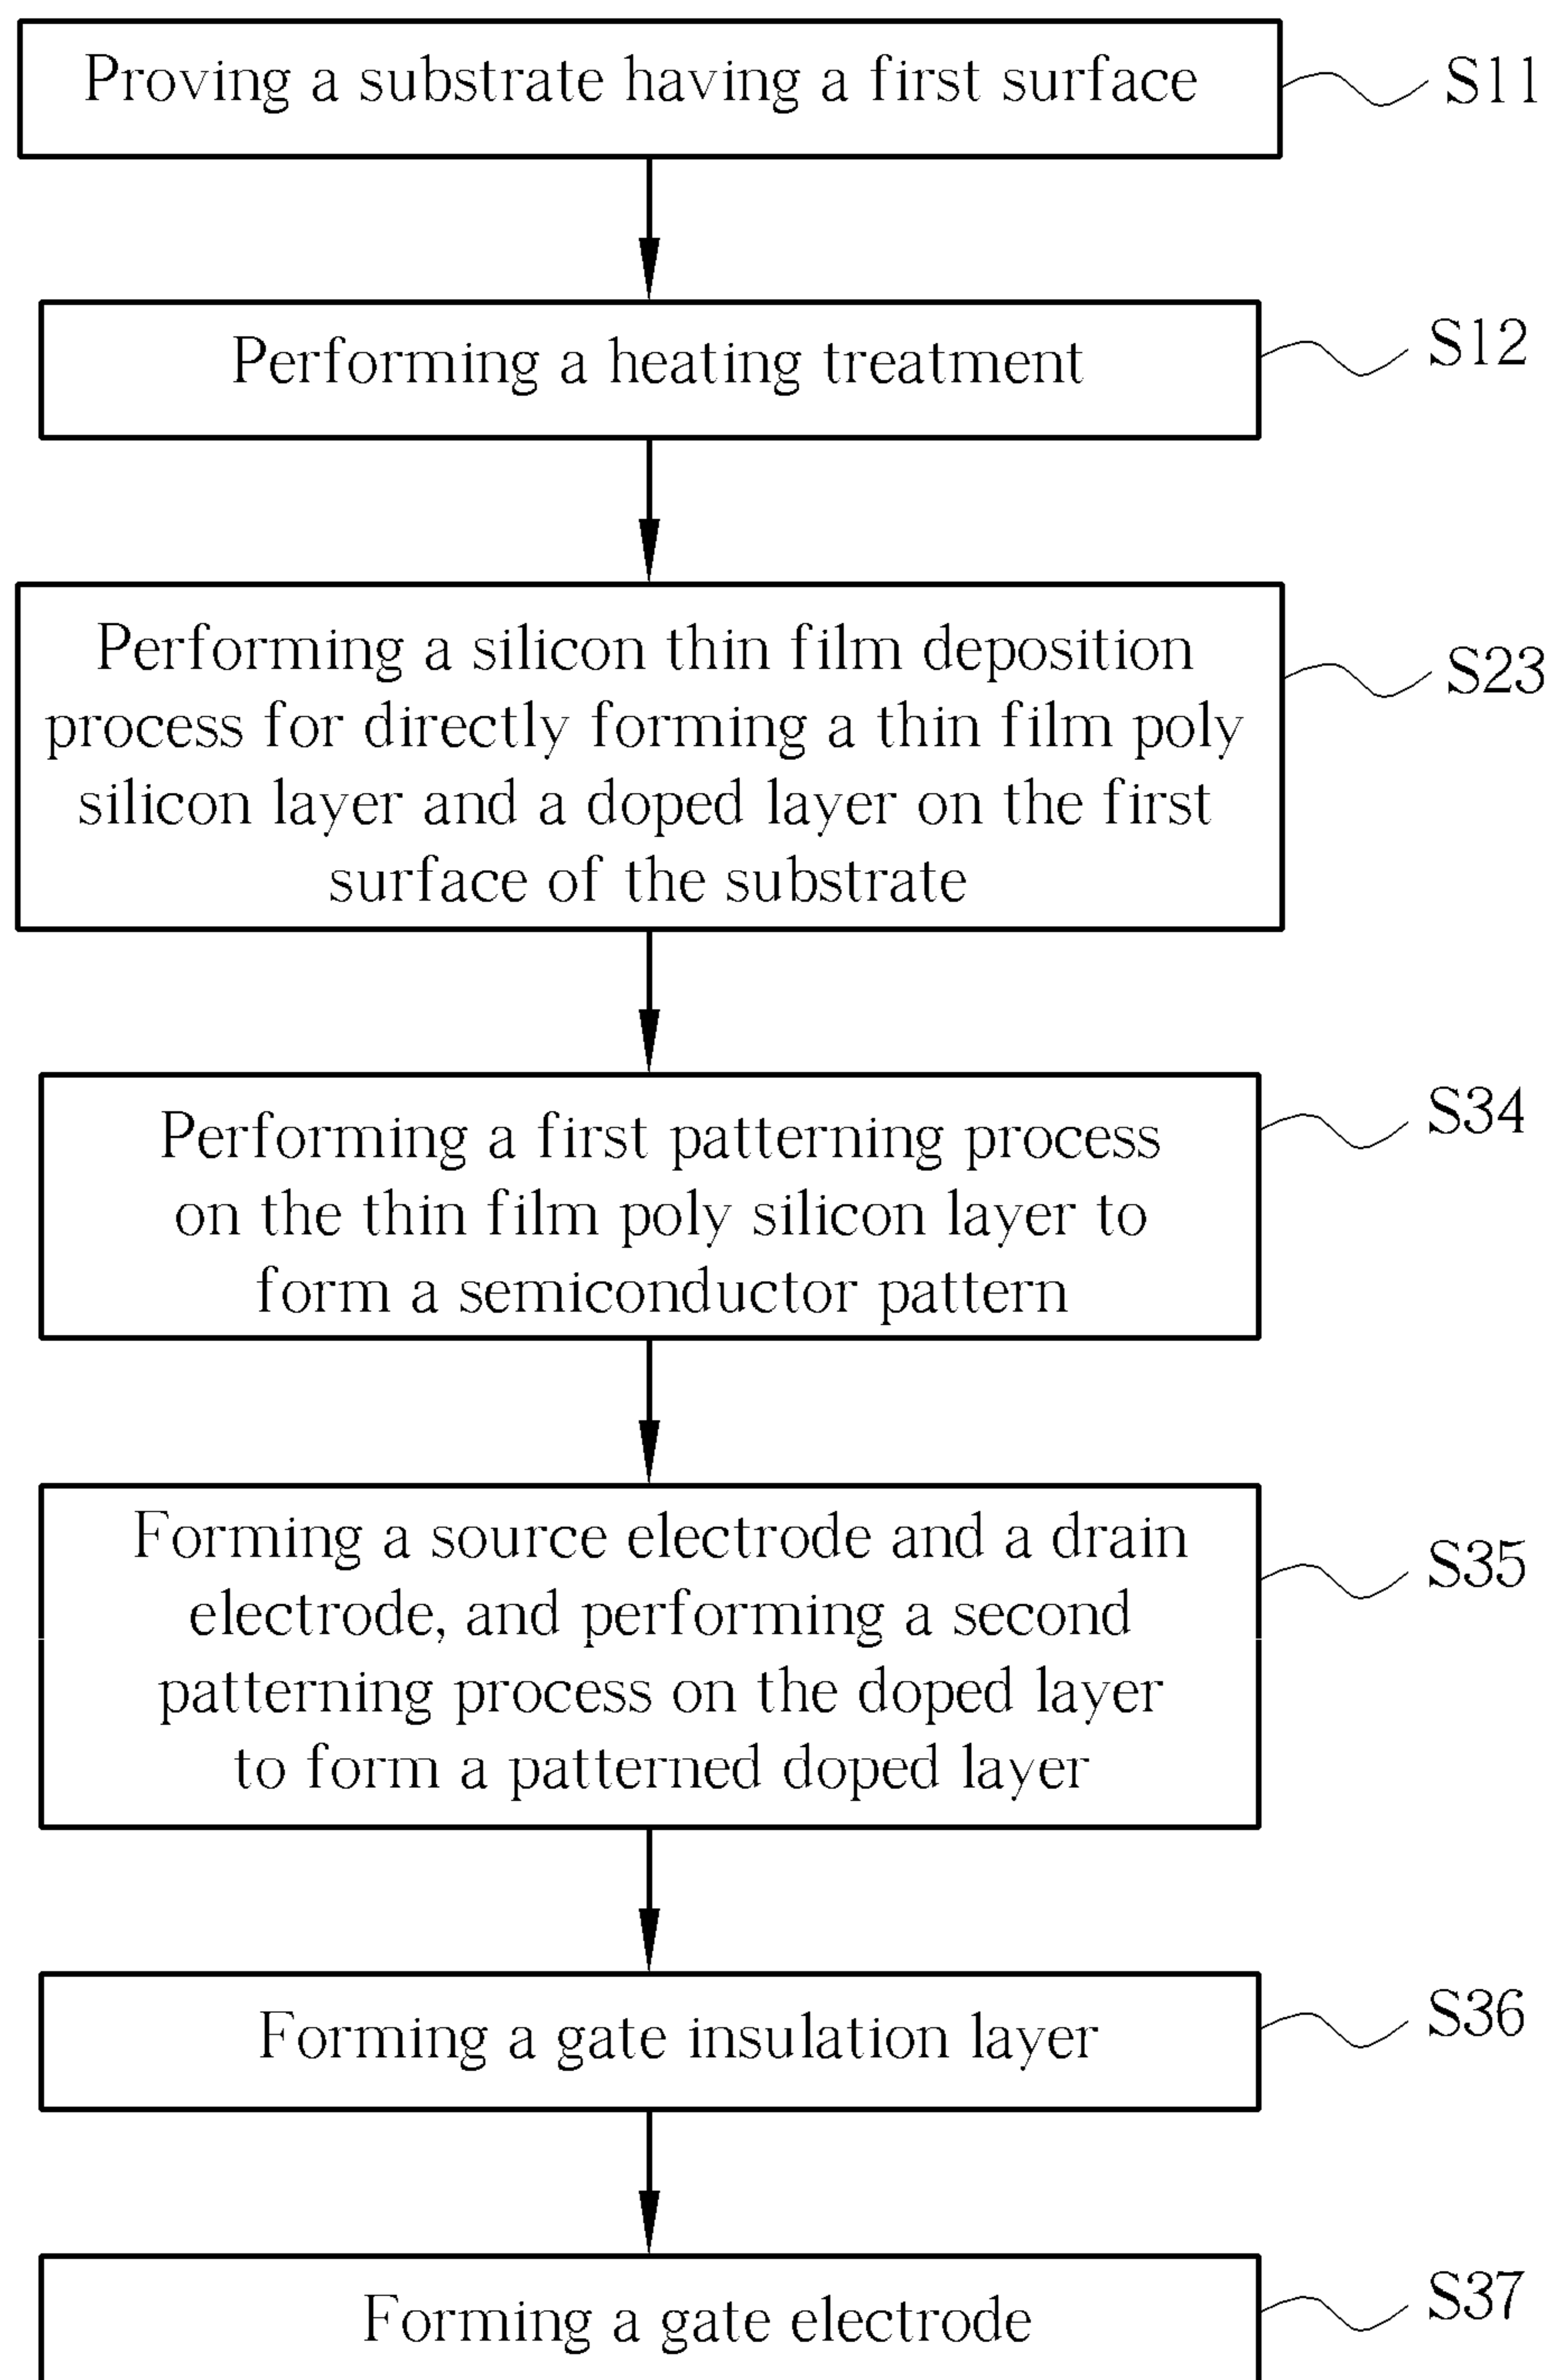 Proving a substrate having a first surface
S11
Performing a heating treatment
S12
Performing a silicon thin film deposition
process for directly forming a thin film poly
silicon layer and a doped layer on the first
surface of the substrate
S23
Performing a first patterning process
on the thin film poly silicon layer to
form a semiconductor pattern
S34
Forming a source electrode and a drain
electrode, and performing a second
patterning process on the doped layer
to form a patterned doped layer
S35
Forming a gate insulation layer
S36
Forming a gate electrode
S37